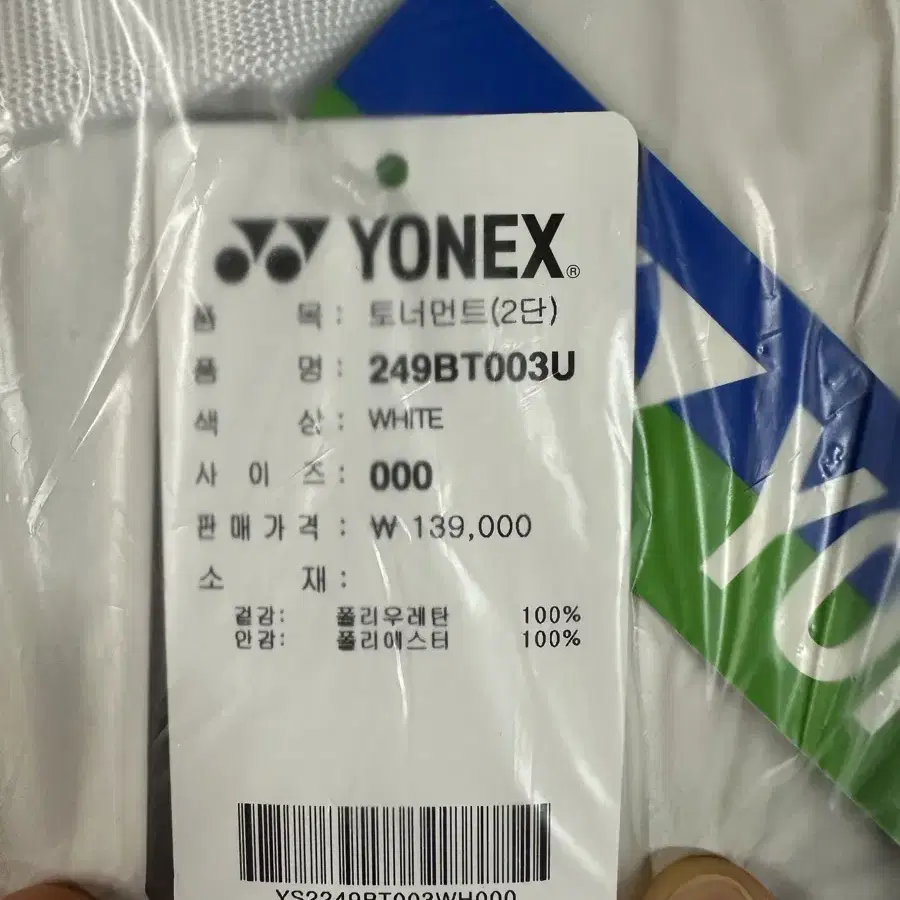 YONEX®
품 목 : 토너먼트(2단)
품 명 : 249BT003U
색 상 : WHITE
사 이 즈 : 000
판 매 가 격 : ₩ 139,000
소 재 :
겉감: 폴리우레탄 100%
안감: 폴리에스터 100%
YS2249BT003WH000
YO